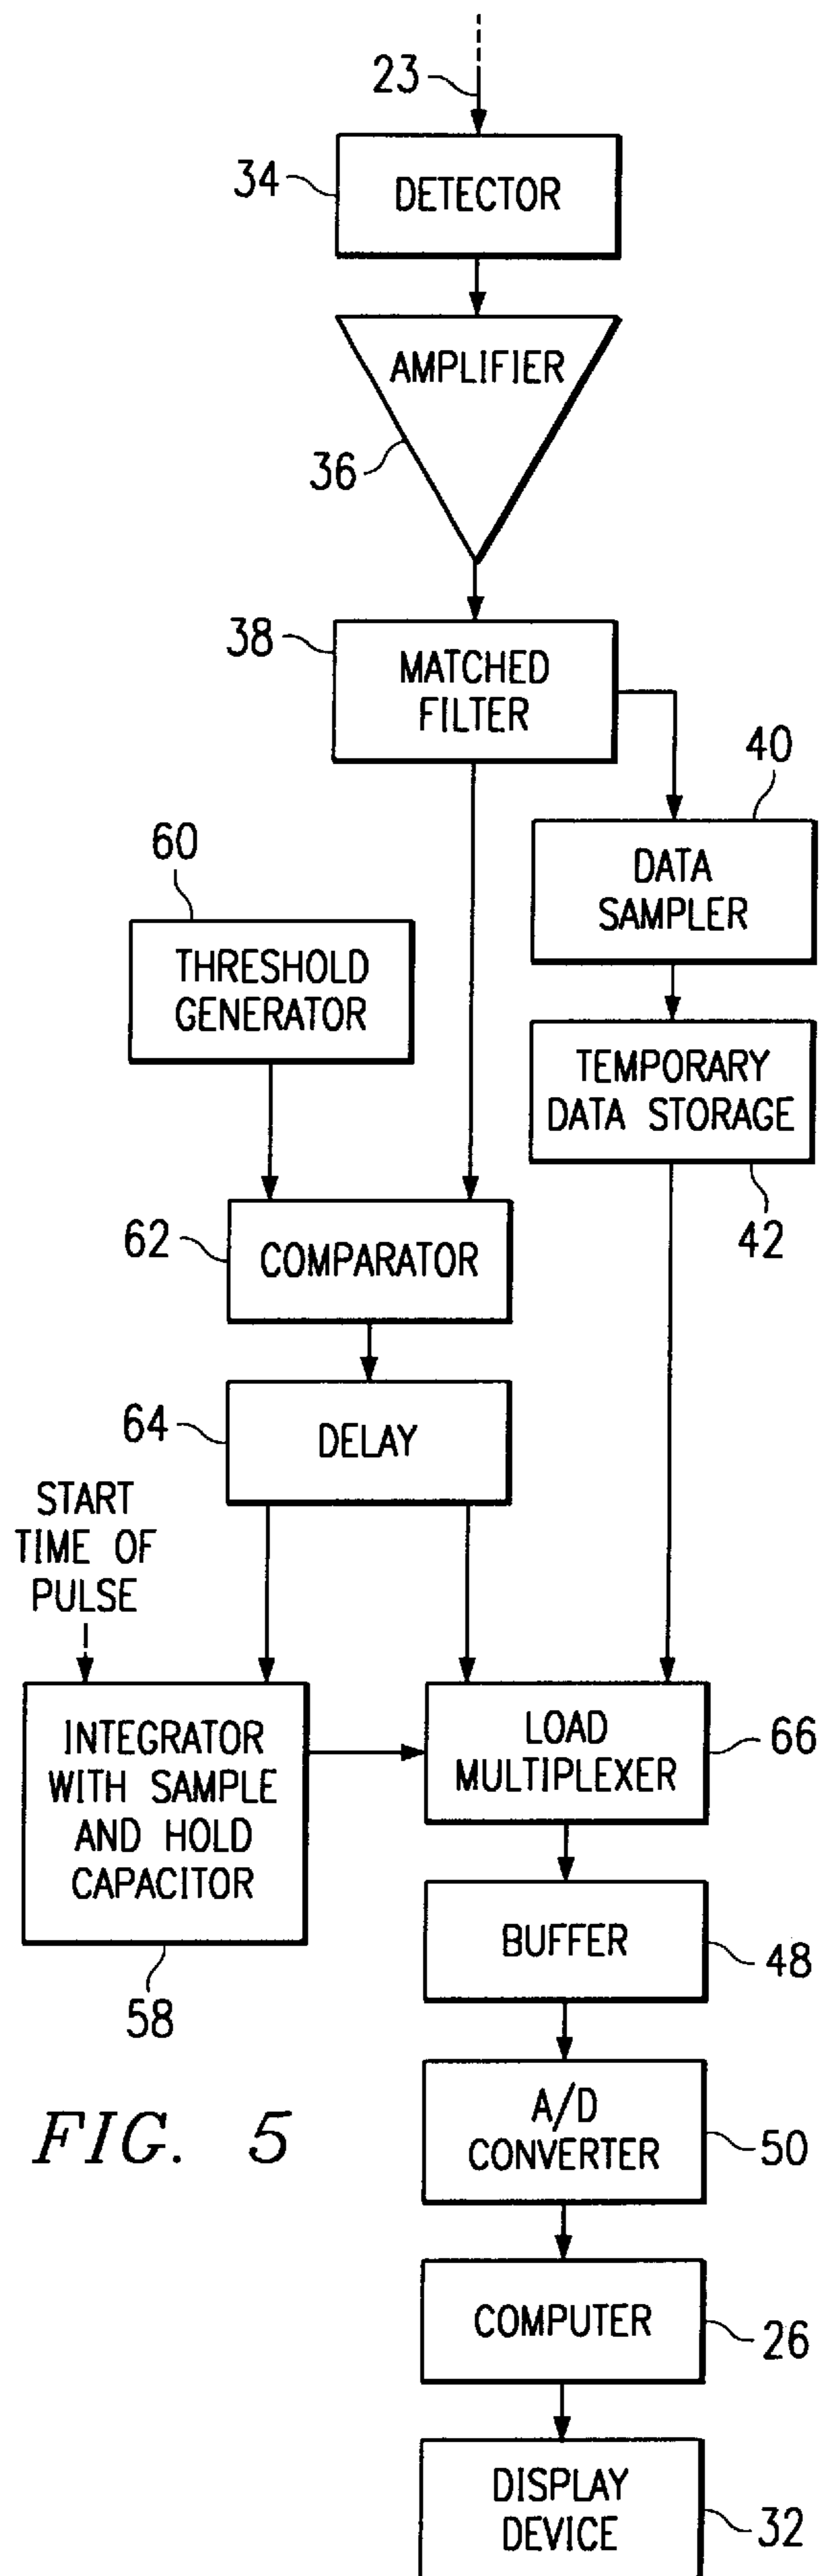 23
34
DETECTOR
AMPLIFIER
36
38
MATCHED
FILTER
40
DATA
SAMPLER
60
THRESHOLD
GENERATOR
TEMPORARY
DATA STORAGE
42
62
COMPARATOR
64
DELAY
START
TIME OF
PULSE
INTEGRATOR
WITH SAMPLE
AND HOLD
CAPACITOR
58
LOAD
MULTIPLEXER
66
BUFFER
48
A/D
CONVERTER
50
FIG. 5
COMPUTER
26
DISPLAY
DEVICE
32